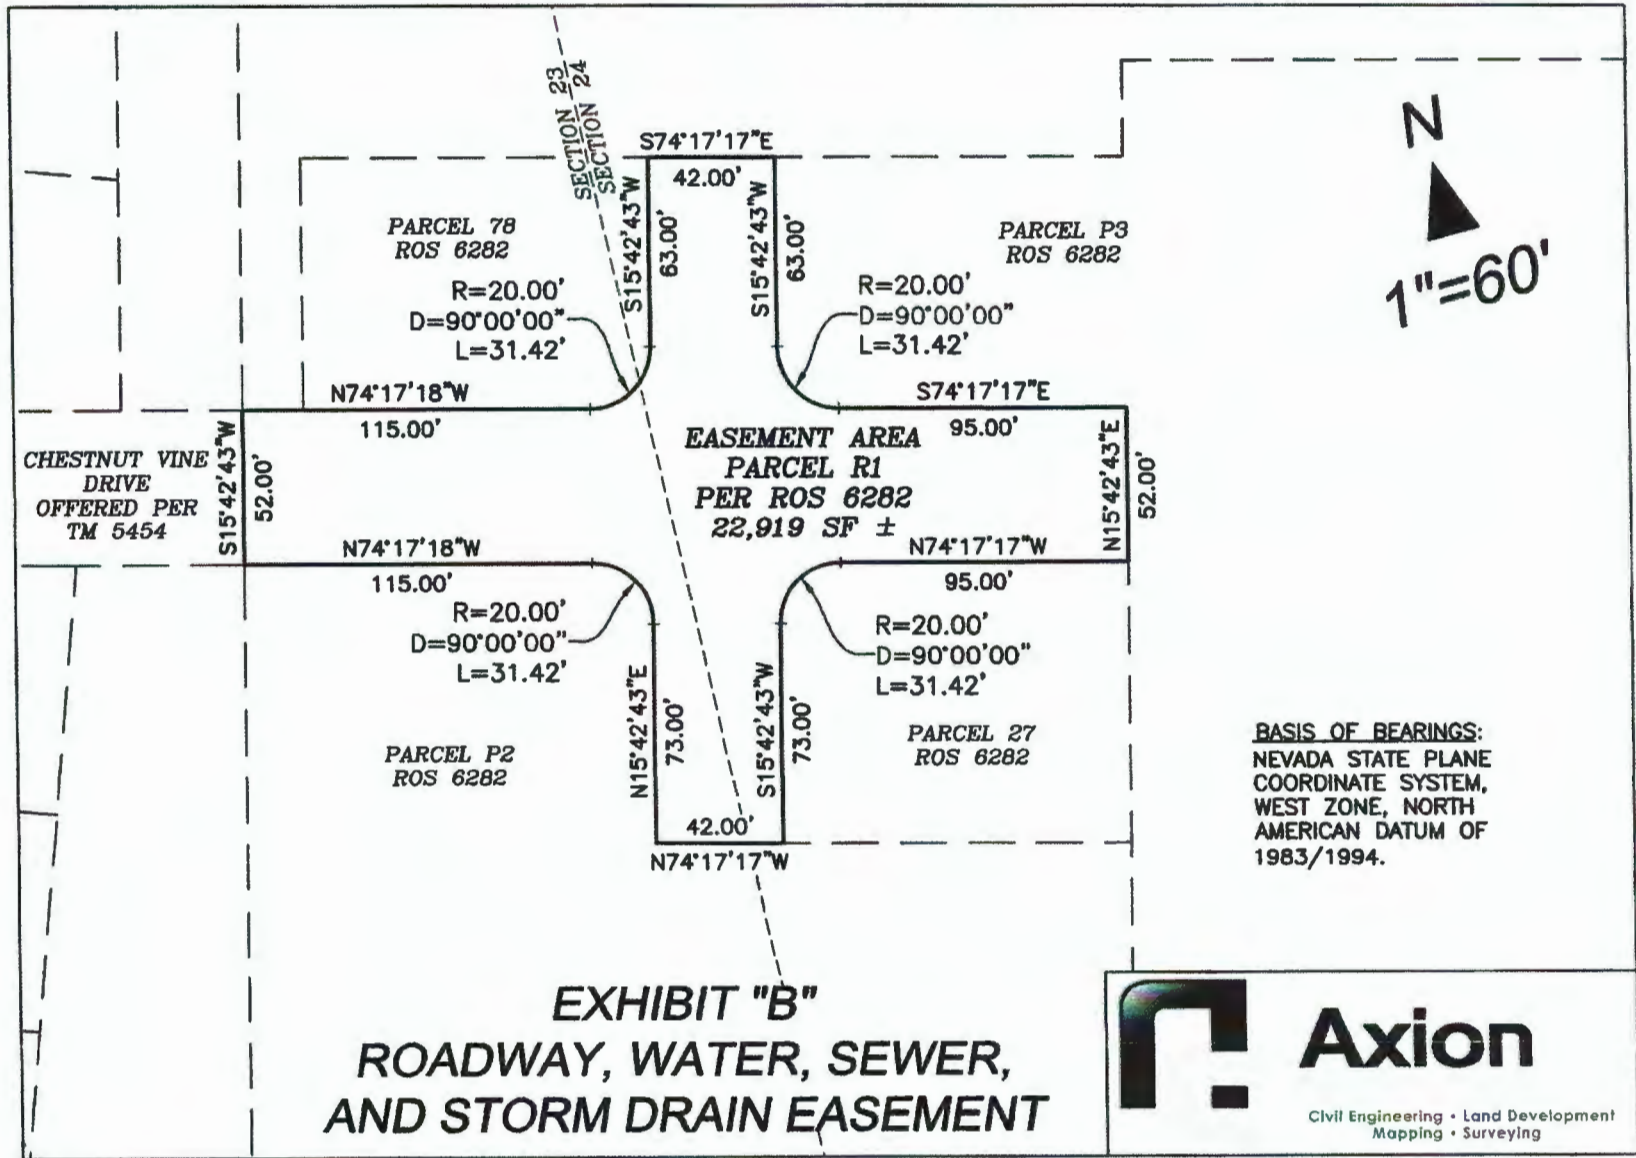 SECTION 23
SECTION 24
S74°17'17"E
42.00'
N
1"=60'
PARCEL 78
ROS 6282
S15°42'43"W
63.00'
S15°42'43"W
63.00'
PARCEL P3
ROS 6282
R=20.00'
D=90°00'00"
L=31.42'
R=20.00'
D=90°00'00"
L=31.42'
N74°17'18"W
115.00'
S74°17'17"E
95.00'
CHESTNUT VINE
DRIVE
OFFERED PER
TM 5454
S15°42'43"W
52.00'
EASEMENT AREA
PARCEL R1
PER ROS 6282
22,919 SF ±
N15°42'43"E
52.00'
N74°17'18"W
115.00'
N74°17'17"W
95.00'
R=20.00'
D=90°00'00"
L=31.42'
R=20.00'
D=90°00'00"
L=31.42'
N15°42'43"E
73.00'
S15°42'43"W
73.00'
PARCEL P2
ROS 6282
PARCEL 27
ROS 6282
42.00'
N74°17'17"W
BASIS OF BEARINGS:
NEVADA STATE PLANE
COORDINATE SYSTEM,
WEST ZONE, NORTH
AMERICAN DATUM OF
1983/1994.
EXHIBIT "B"
ROADWAY, WATER, SEWER,
AND STORM DRAIN EASEMENT
Axion
Civil Engineering • Land Development
Mapping • Surveying